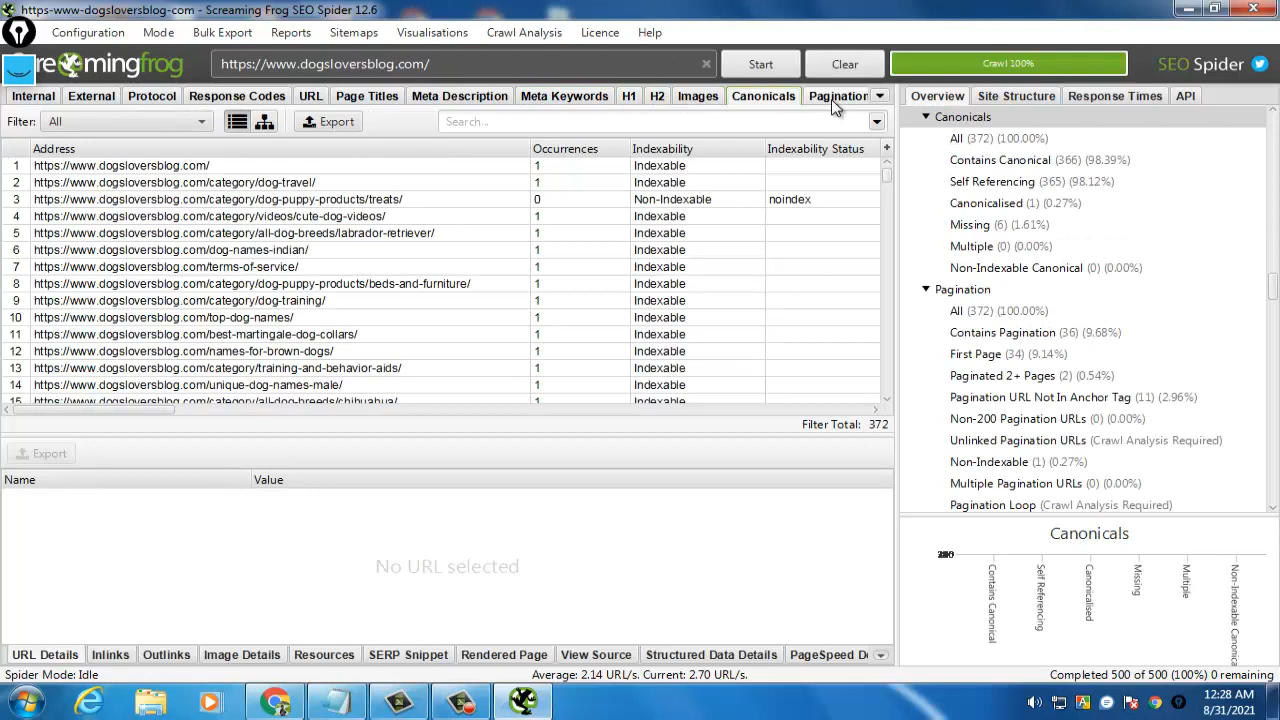 https-www-dogsloversblog-com - Screaming Frog SEO Spider 12.6
Configuration Mode Bulk Export Reports Sitemaps Visualisations Crawl Analysis Licence Help
https://www.dogsloversblog.com/ Start Clear Crawl 100% SEO Spider
Internal External Protocol Response Codes URL Page Titles Meta Description Meta Keywords H1 H2 Images Canonicals Pagination
Filter: All Export Search...
Address Occurrences Indexability Indexability Status
1 https://www.dogsloversblog.com/ 1 Indexable
2 https://www.dogsloversblog.com/category/dog-travel/ 1 Indexable
3 https://www.dogsloversblog.com/category/dog-puppy-products/treats/ 0 Non-Indexable noindex
4 https://www.dogsloversblog.com/category/videos/cute-dog-videos/ 1 Indexable
5 https://www.dogsloversblog.com/category/all-dog-breeds/labrador-retriever/ 1 Indexable
6 https://www.dogsloversblog.com/dog-names-indian/ 1 Indexable
7 https://www.dogsloversblog.com/terms-of-service/ 1 Indexable
8 https://www.dogsloversblog.com/category/dog-puppy-products/beds-and-furniture/ 1 Indexable
9 https://www.dogsloversblog.com/category/dog-training/ 1 Indexable
10 https://www.dogsloversblog.com/top-dog-names/ 1 Indexable
11 https://www.dogsloversblog.com/best-martingale-dog-collars/ 1 Indexable
12 https://www.dogsloversblog.com/names-for-brown-dogs/ 1 Indexable
13 https://www.dogsloversblog.com/category/training-and-behavior-aids/ 1 Indexable
14 https://www.dogsloversblog.com/unique-dog-names-male/ 1 Indexable
15 https://www.dogsloversblog.com/category/all-dog-breeds/chihuahua/ 1 Indexable
Filter Total: 372
Export
Name Value
No URL selected
URL Details Inlinks Outlinks Image Details Resources SERP Snippet Rendered Page View Source Structured Data Details PageSpeed De
Overview Site Structure Response Times API
Canonicals
All (372) (100.00%)
Contains Canonical (366) (98.39%)
Self Referencing (365) (98.12%)
Canonicalised (1) (0.27%)
Missing (6) (1.61%)
Multiple (0) (0.00%)
Non-Indexable Canonical (0) (0.00%)
Pagination
All (372) (100.00%)
Contains Pagination (36) (9.68%)
First Page (34) (9.14%)
Paginated 2+ Pages (2) (0.54%)
Pagination URL Not In Anchor Tag (11) (2.96%)
Non-200 Pagination URLs (0) (0.00%)
Unlinked Pagination URLs (Crawl Analysis Required)
Non-Indexable (1) (0.27%)
Multiple Pagination URLs (0) (0.00%)
Pagination Loop (Crawl Analysis Required)
Canonicals
Contains Canonical
Self Referencing
Canonicalised
Missing
Multiple
Non-Indexable Canonica
Spider Mode: Idle Average: 2.14 URL/s. Current: 2.70 URL/s. Completed 500 of 500 (100%) 0 remaining
12:28 AM
8/31/2021